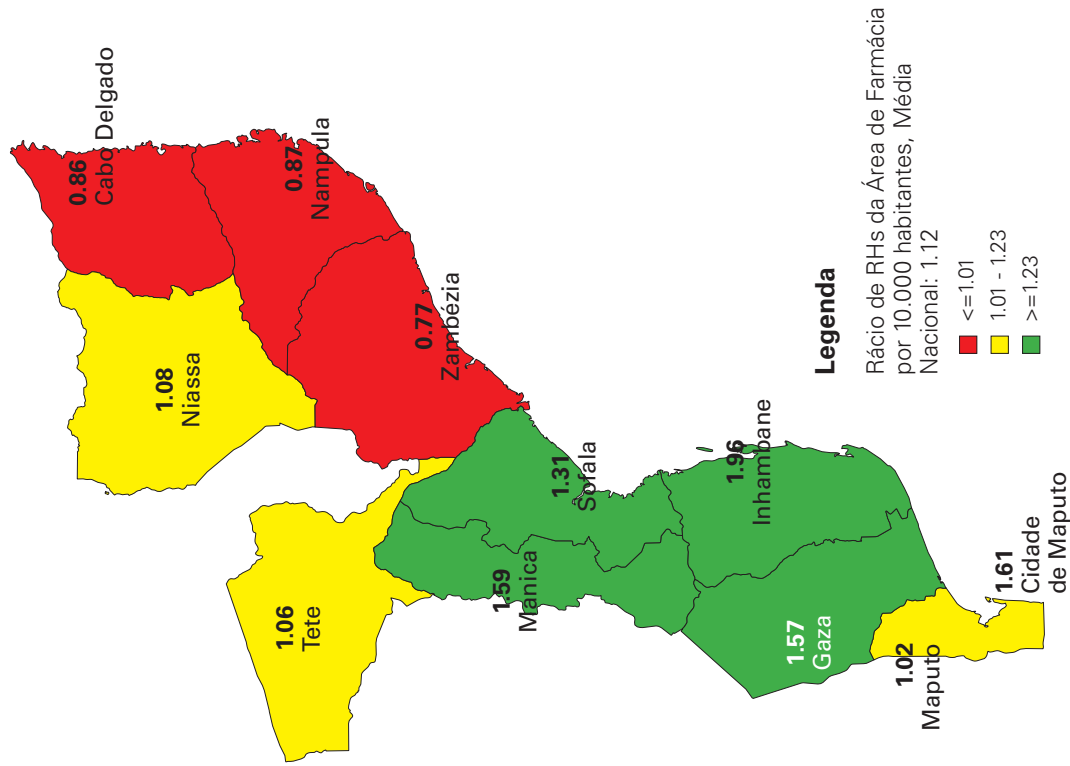 0.86
Cabo Delgado
1.08
Niassa
0.87
Nampula
0.77
Zambézia
1.06
Tete
1.59
Manica
1.31
Sofala
1.96
Inhambane
1.57
Gaza
1.02
Maputo
1.61
Cidade
de Maputo
Legenda
Rácio de RHs da Área de Farmácia
por 10.000 habitantes, Média
Nacional: 1.12
<=1.01
1.01 - 1.23
>=1.23